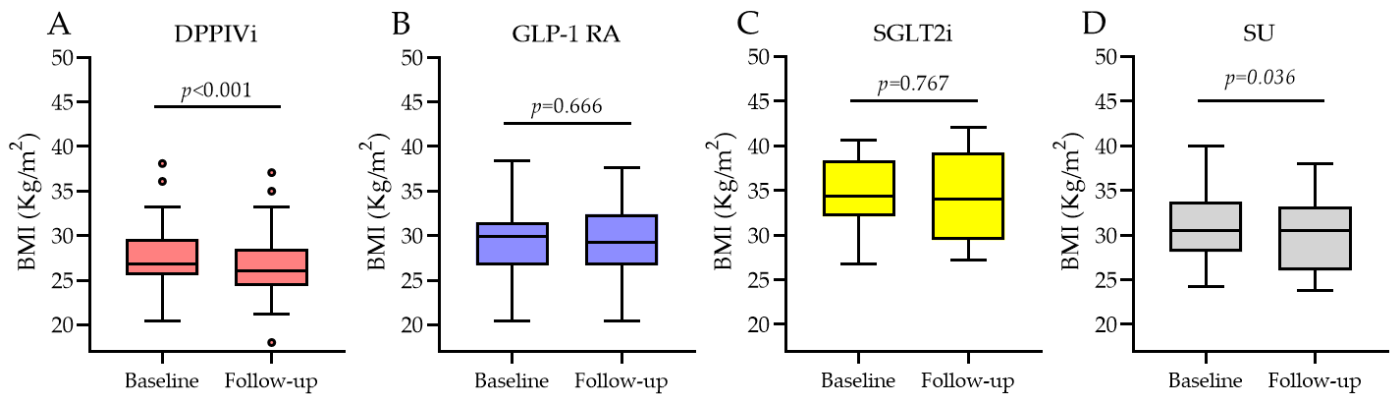 A
DPPIVi
BMI (Kg/m²)
50
45
40
35
30
25
20
p<0.001
Baseline Follow-up
B
GLP-1 RA
BMI (Kg/m²)
50
45
40
35
30
25
20
p=0.666
Baseline Follow-up
C
SGLT2i
BMI (Kg/m²)
50
45
40
35
30
25
20
p=0.767
Baseline Follow-up
D
SU
BMI (Kg/m²)
50
45
40
35
30
25
20
p=0.036
Baseline Follow-up